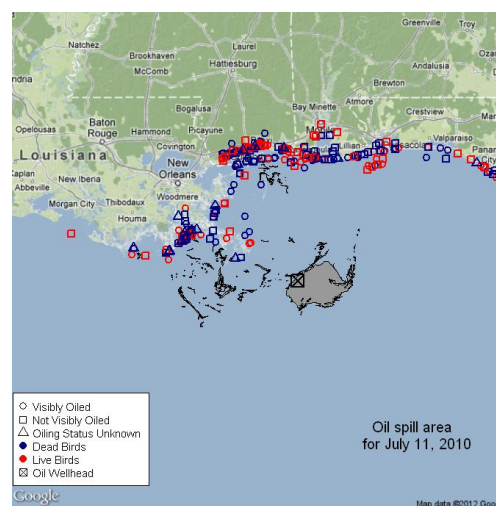 Greenville
Troy
Natchez
Laurel
Brookhaven
Andalusia
McComb
Hattiesburg
Brewton
Bogalusa
Atmore
Crestview
Bay Minette
Baton
Rouge
Hammond
Picayune
Valparaiso
Opelousas
Covington
Lillian
Louisiana
New
Orleans
City
New Iberia
Abbeville
Thibodaux
Woodmere
Morgan City
Houma
Visibly Oiled
Not Visibly Oiled
Oiling Status Unknown
Dead Birds
Live Birds
Oil Wellhead
Oil spill area
for July 11, 2010
Google
Map data ©2012 Goo